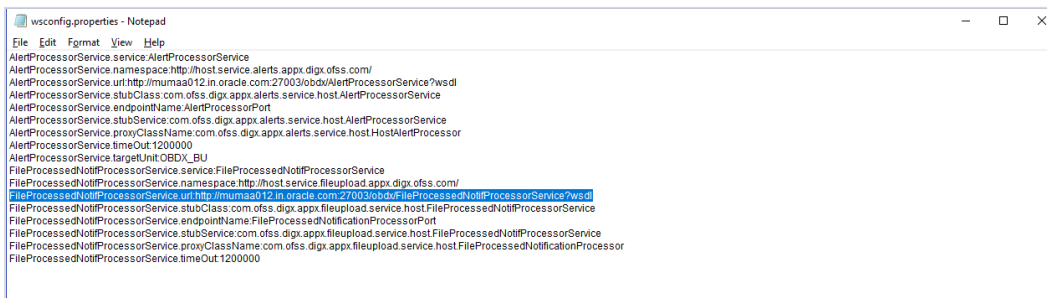 wsconfig.properties - Notepad
File Edit Format View Help
AlertProcessorService.service:AlertProcessorService
AlertProcessorService.namespace:http://host.service.alerts.appx.digx.ofss.com/
AlertProcessorService.url:http://mumaa012.in.oracle.com:27003/obdx/AlertProcessorService?wsdl
AlertProcessorService.stubClass:com.ofss.digx.appx.alerts.service.host.AlertProcessorService
AlertProcessorService.endpointName:AlertProcessorPort
AlertProcessorService.stubService:com.ofss.digx.appx.alerts.service.host.AlertProcessorService
AlertProcessorService.proxyClassName:com.ofss.digx.appx.alerts.service.host.HostAlertProcessor
AlertProcessorService.timeOut:1200000
AlertProcessorService.targetUnit:OBDX_BU
FileProcessedNotifProcessorService.service:FileProcessedNotifProcessorService
FileProcessedNotifProcessorService.namespace:http://host.service.fileupload.appx.digx.ofss.com/
FileProcessedNotifProcessorService.url:http://mumaa012.in.oracle.com:27003/obdx/FileProcessedNotifProcessorService?wsdl
FileProcessedNotifProcessorService.stubClass:com.ofss.digx.appx.fileupload.service.host.FileProcessedNotifProcessorService
FileProcessedNotifProcessorService.endpointName:FileProcessedNotificationProcessorPort
FileProcessedNotifProcessorService.stubService:com.ofss.digx.appx.fileupload.service.host.FileProcessedNotifProcessorService
FileProcessedNotifProcessorService.proxyClassName:com.ofss.digx.appx.fileupload.service.host.FileProcessedNotificationProcessor
FileProcessedNotifProcessorService.timeOut:1200000